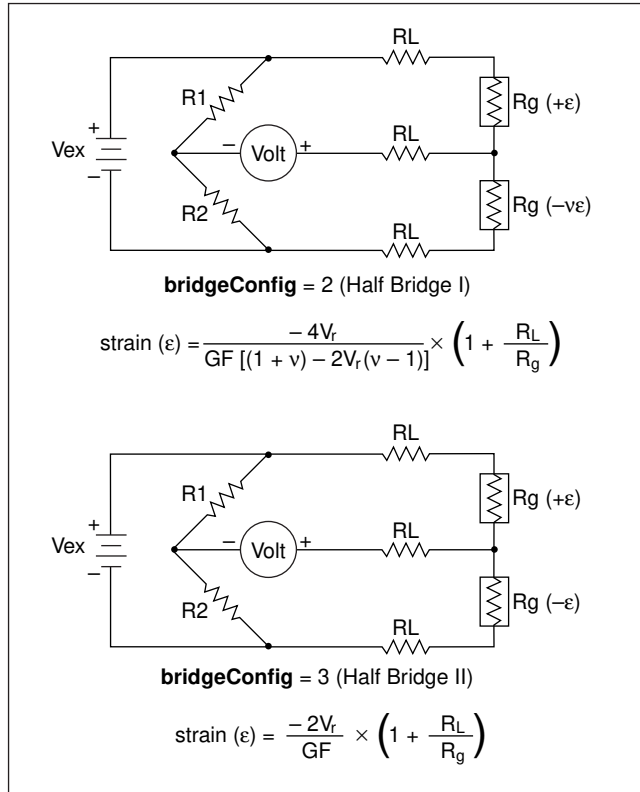 RL
R1
Rg (+ε)
+
Vex
–
– Volt +
RL
R2
Rg (–νε)
RL
bridgeConfig = 2 (Half Bridge I)
strain (ε) = – 4Vr / GF [(1 + ν) – 2Vr(ν – 1)] × (1 + RL / Rg)
RL
R1
Rg (+ε)
+
Vex
–
– Volt +
RL
R2
Rg (–ε)
RL
bridgeConfig = 3 (Half Bridge II)
strain (ε) = – 2Vr / GF × (1 + RL / Rg)